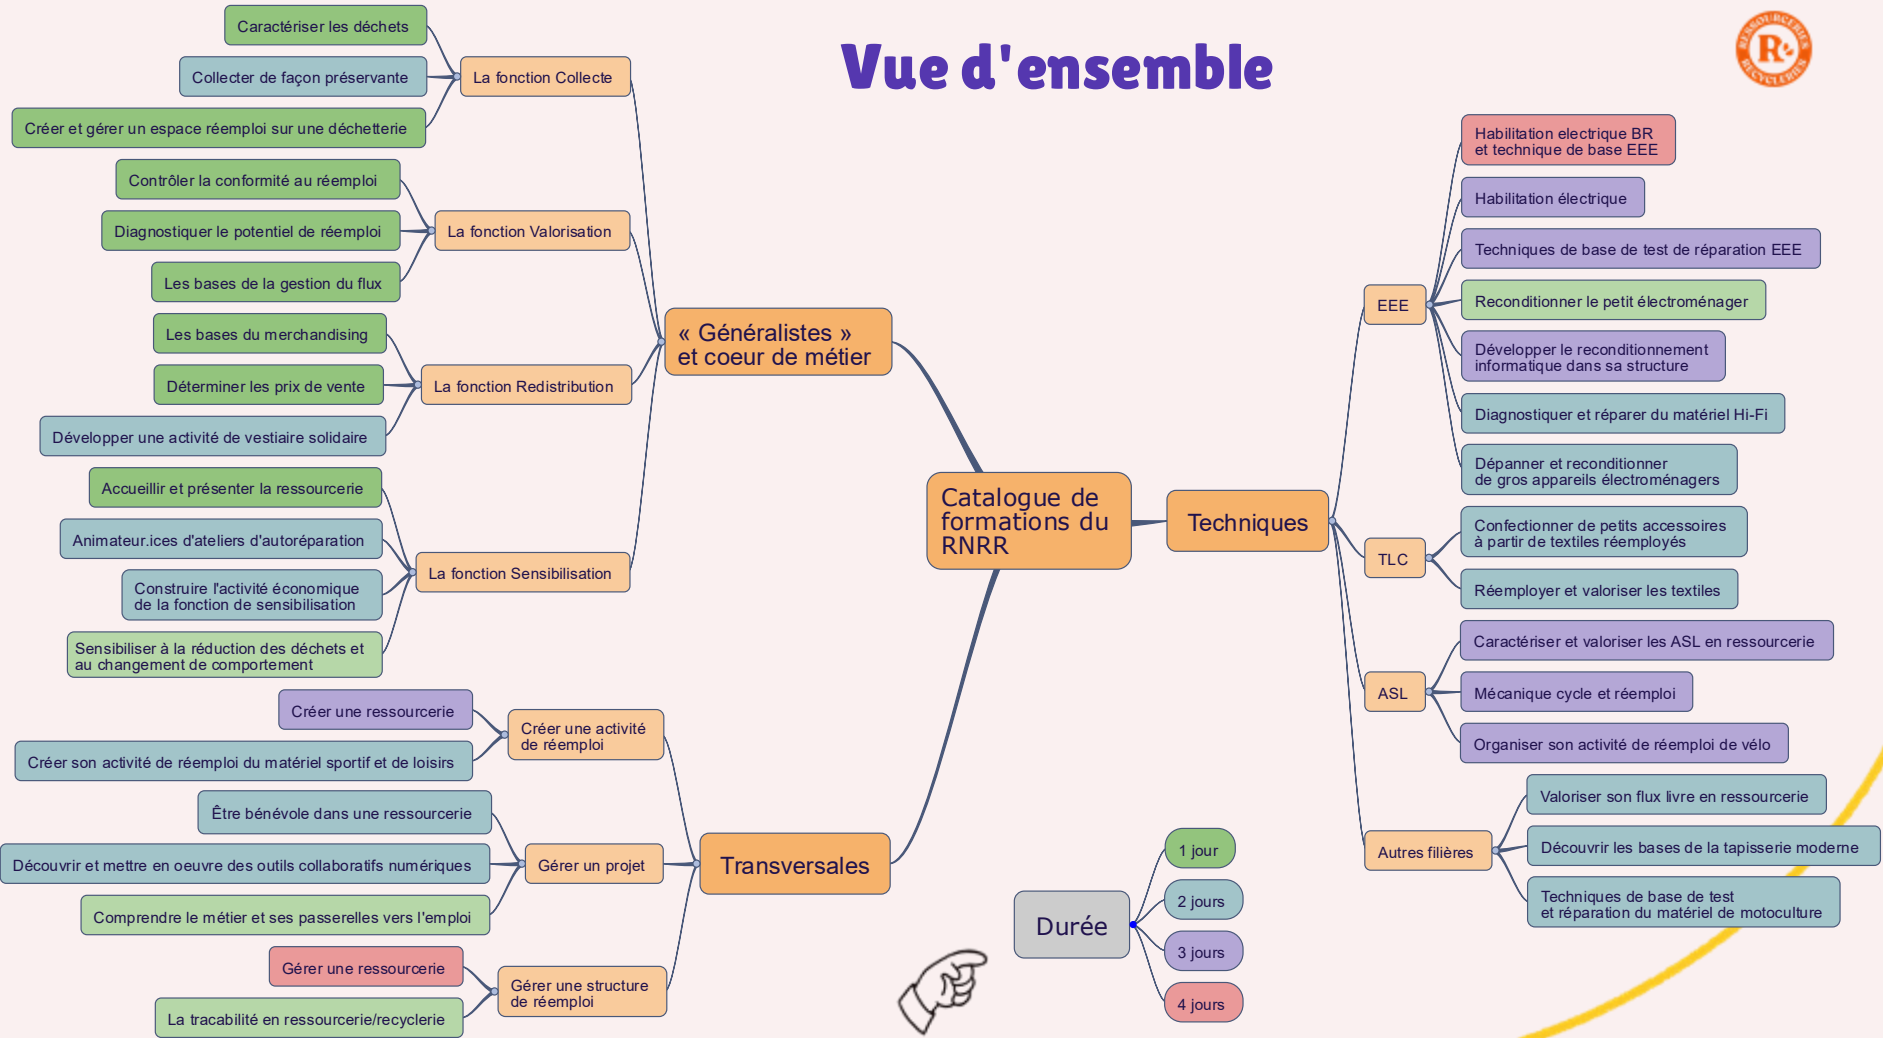 Vue d'ensemble
RESSOURCERIES
R
RECYCLERIES
Catalogue de
formations du
RNRR
« Généralistes »
et coeur de métier
La fonction Collecte
Caractériser les déchets
Collecter de façon préservante
Créer et gérer un espace réemploi sur une déchetterie
La fonction Valorisation
Contrôler la conformité au réemploi
Diagnostiquer le potentiel de réemploi
Les bases de la gestion du flux
La fonction Redistribution
Les bases du merchandising
Déterminer les prix de vente
Développer une activité de vestiaire solidaire
La fonction Sensibilisation
Accueillir et présenter la ressourcerie
Animateur.ices d'ateliers d'autoréparation
Construire l'activité économique
de la fonction de sensibilisation
Sensibiliser à la réduction des déchets et
au changement de comportement
Transversales
Créer une activité
de réemploi
Créer une ressourcerie
Créer son activité de réemploi du matériel sportif et de loisirs
Gérer un projet
Être bénévole dans une ressourcerie
Découvrir et mettre en oeuvre des outils collaboratifs numériques
Comprendre le métier et ses passerelles vers l'emploi
Gérer une structure
de réemploi
Gérer une ressourcerie
La tracabilité en ressourcerie/recyclerie
Techniques
EEE
Habilitation electrique BR
et technique de base EEE
Habilitation électrique
Techniques de base de test de réparation EEE
Reconditionner le petit électroménager
Développer le reconditionnement
informatique dans sa structure
Diagnostiquer et réparer du matériel Hi-Fi
Dépanner et reconditionner
de gros appareils électroménagers
TLC
Confectionner de petits accessoires
à partir de textiles réemployés
Réemployer et valoriser les textiles
ASL
Caractériser et valoriser les ASL en ressourcerie
Mécanique cycle et réemploi
Organiser son activité de réemploi de vélo
Autres filières
Valoriser son flux livre en ressourcerie
Découvrir les bases de la tapisserie moderne
Techniques de base de test
et réparation du matériel de motoculture
Durée
1 jour
2 jours
3 jours
4 jours